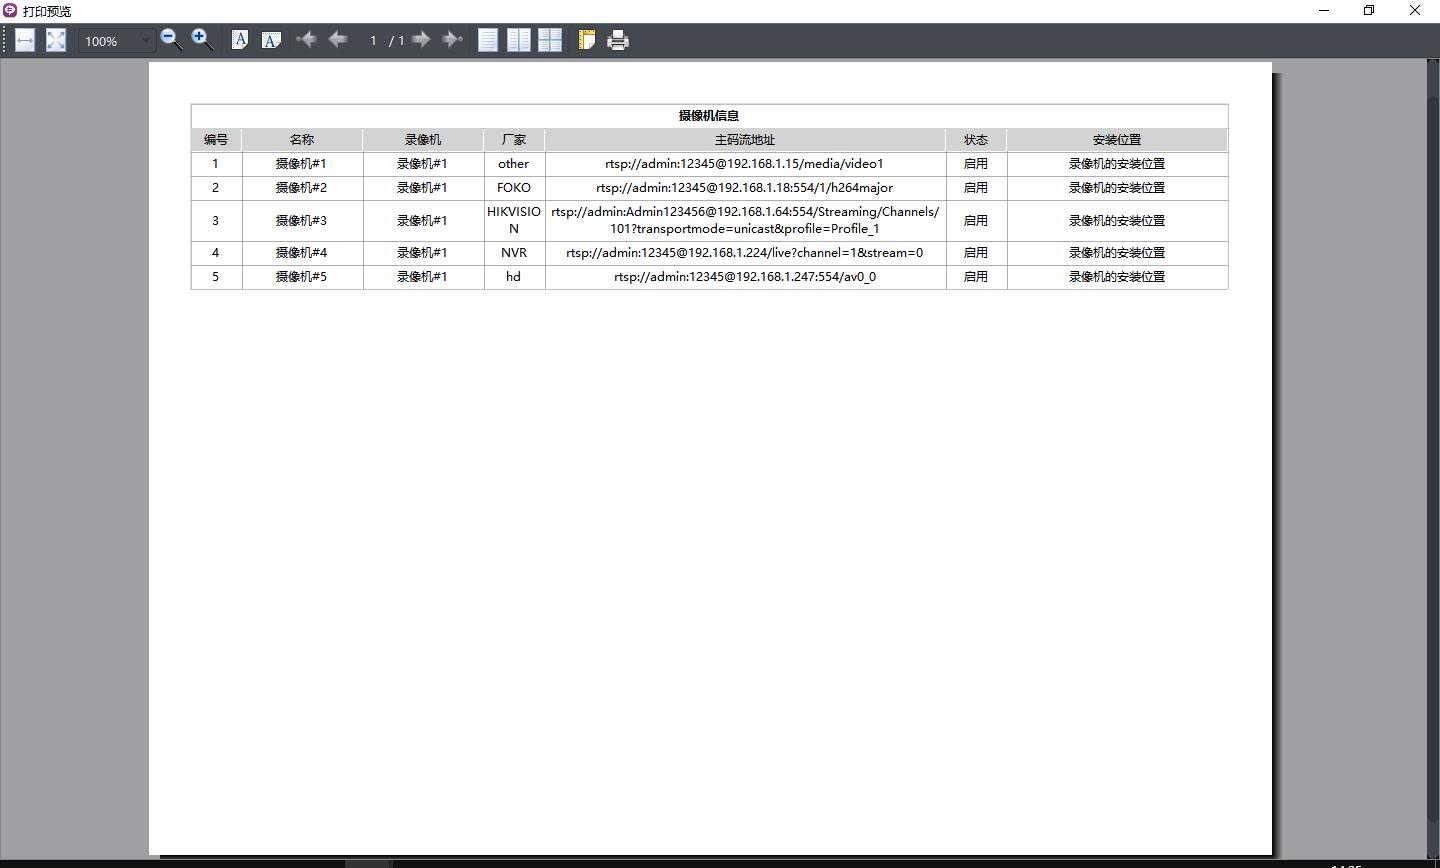 打印预览
100%
A A 1 / 1
摄像机信息
编号 名称 录像机 厂家 主码流地址 状态 安装位置
1 摄像机#1 录像机#1 other rtsp://admin:12345@192.168.1.15/media/video1 启用 录像机的安装位置
2 摄像机#2 录像机#1 FOKO rtsp://admin:12345@192.168.1.18:554/1/h264major 启用 录像机的安装位置
3 摄像机#3 录像机#1 HIKVISIO
N rtsp://admin:Admin123456@192.168.1.64:554/Streaming/Channels/
101?transportmode=unicast&profile=Profile_1 启用 录像机的安装位置
4 摄像机#4 录像机#1 NVR rtsp://admin:12345@192.168.1.224/live?channel=1&stream=0 启用 录像机的安装位置
5 摄像机#5 录像机#1 hd rtsp://admin:12345@192.168.1.247:554/av0_0 启用 录像机的安装位置